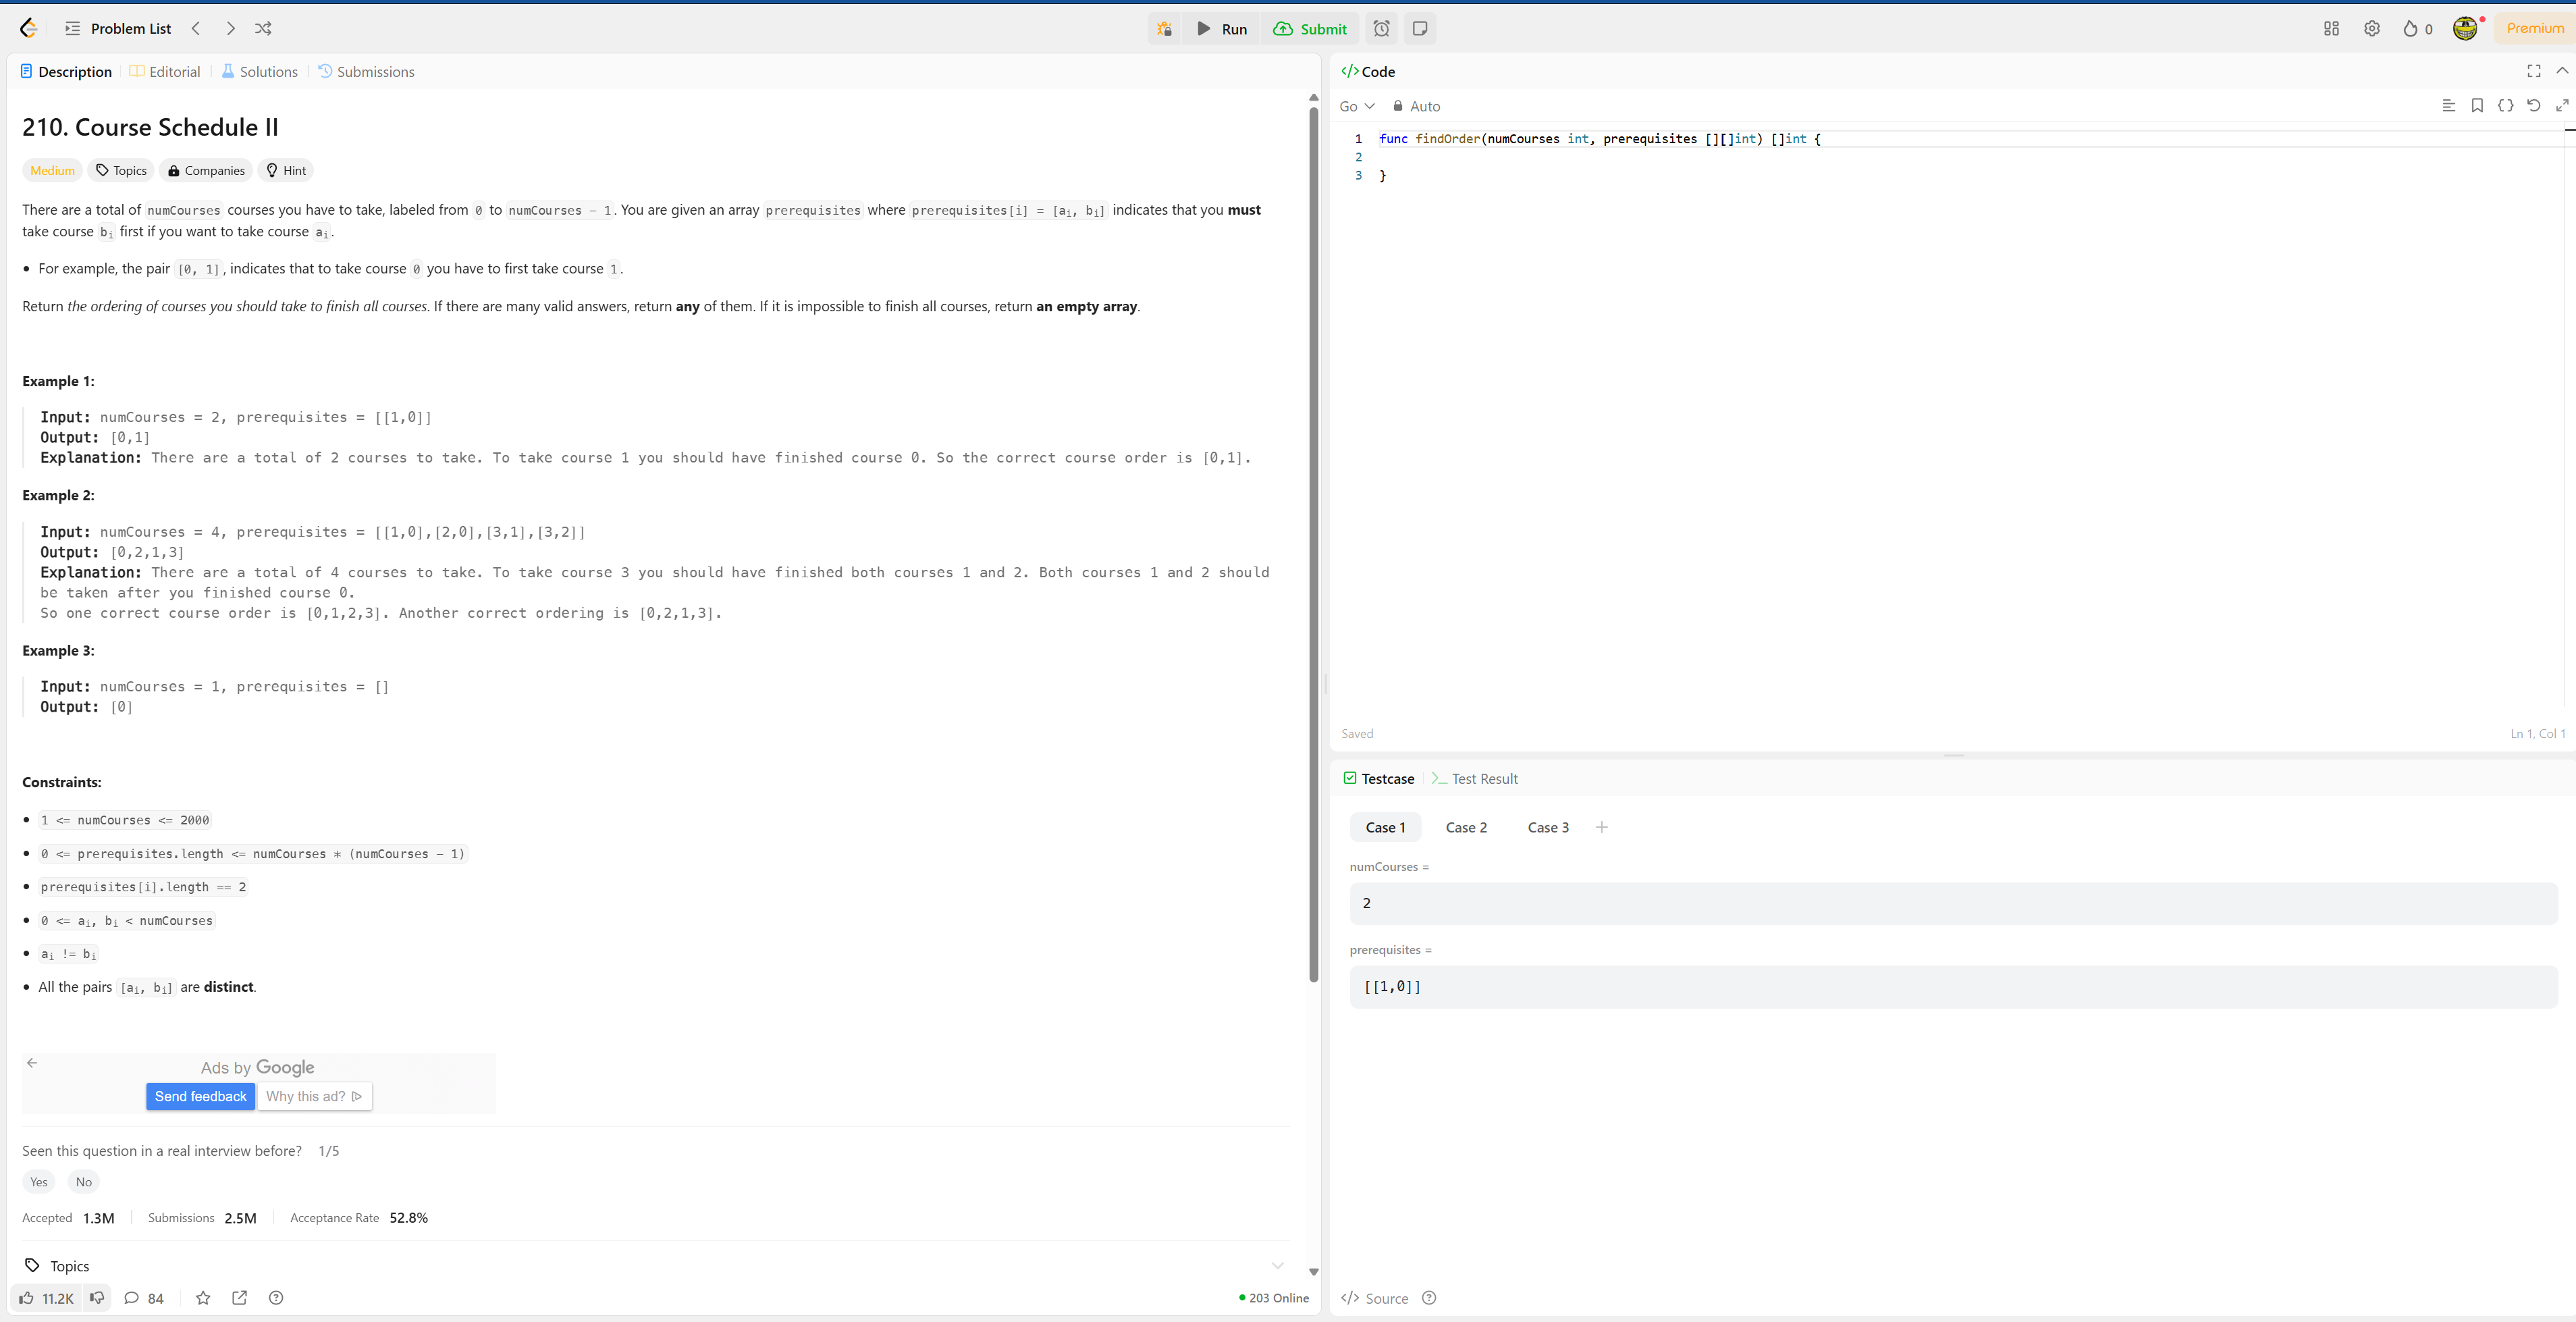 Problem List
Run
Submit
0
Premium
Description
Editorial
Solutions
Submissions
210. Course Schedule II
Medium
Topics
Companies
Hint
There are a total of numCourses courses you have to take, labeled from 0 to numCourses - 1. You are given an array prerequisites where prerequisites[i] = [ai, bi] indicates that you must
take course bi first if you want to take course ai.
• For example, the pair [0, 1], indicates that to take course 0 you have to first take course 1.
Return the ordering of courses you should take to finish all courses. If there are many valid answers, return any of them. If it is impossible to finish all courses, return an empty array.
Example 1:
Input: numCourses = 2, prerequisites = [[1,0]]
Output: [0,1]
Explanation: There are a total of 2 courses to take. To take course 1 you should have finished course 0. So the correct course order is [0,1].
Example 2:
Input: numCourses = 4, prerequisites = [[1,0],[2,0],[3,1],[3,2]]
Output: [0,2,1,3]
Explanation: There are a total of 4 courses to take. To take course 3 you should have finished both courses 1 and 2. Both courses 1 and 2 should
be taken after you finished course 0.
So one correct course order is [0,1,2,3]. Another correct ordering is [0,2,1,3].
Example 3:
Input: numCourses = 1, prerequisites = []
Output: [0]
Constraints:
• 1 <= numCourses <= 2000
• 0 <= prerequisites.length <= numCourses * (numCourses - 1)
• prerequisites[i].length == 2
• 0 <= ai, bi < numCourses
• ai != bi
• All the pairs [ai, bi] are distinct.
Ads by Google
Send feedback
Why this ad?
Seen this question in a real interview before? 1/5
Yes
No
Accepted 1.3M
Submissions 2.5M
Acceptance Rate 52.8%
Topics
11.2K
84
203 Online
</> Code
Go
Auto
1 func findOrder(numCourses int, prerequisites [][]int) []int {
2
3 }
Saved
Ln 1, Col 1
Testcase
Test Result
Case 1
Case 2
Case 3
numCourses =
2
prerequisites =
[[1,0]]
</> Source